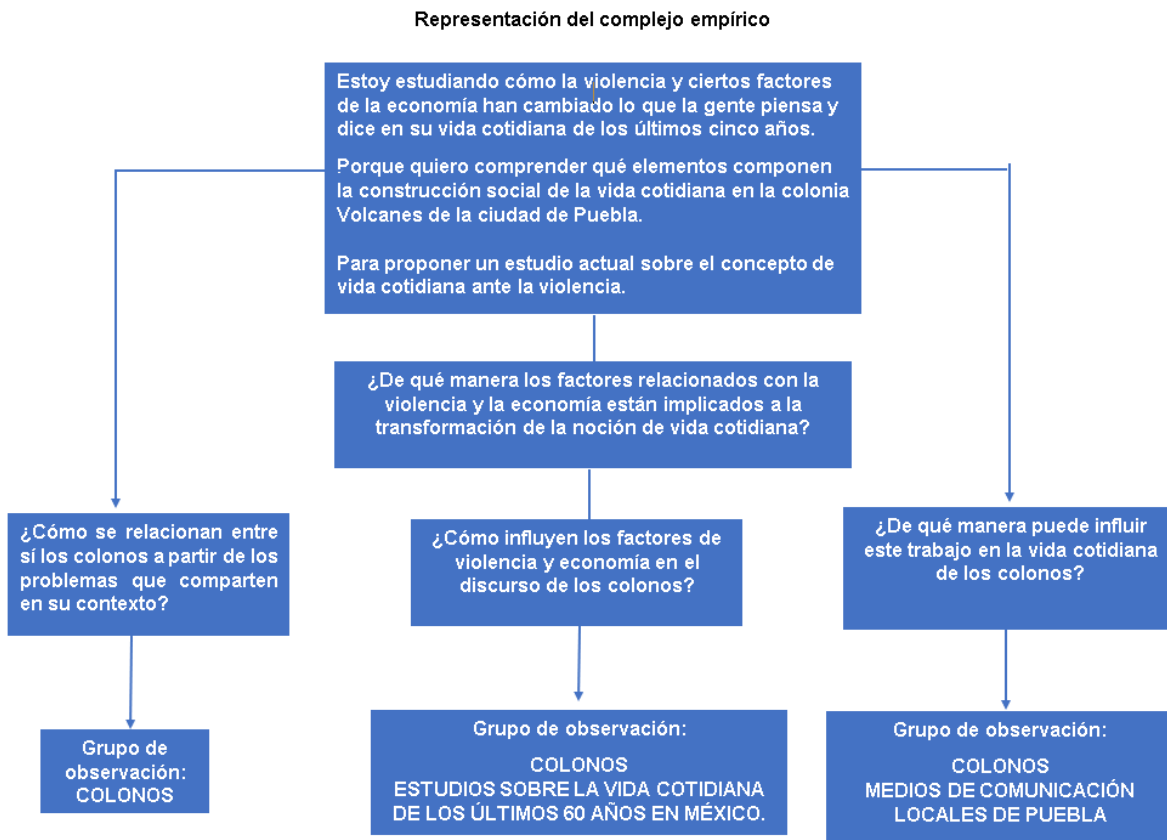 Representación del complejo empírico
Estoy estudiando cómo la violencia y ciertos factores
de la economía han cambiado lo que la gente piensa y
dice en su vida cotidiana de los últimos cinco años.
Porque quiero comprender qué elementos componen
la construcción social de la vida cotidiana en la colonia
Volcanes de la ciudad de Puebla.
Para proponer un estudio actual sobre el concepto de
vida cotidiana ante la violencia.
¿De qué manera los factores relacionados con la
violencia y la economía están implicados a la
transformación de la noción de vida cotidiana?
¿Cómo se relacionan entre
sí los colonos a partir de los
problemas que comparten
en su contexto?
¿Cómo influyen los factores de
violencia y economía en el
discurso de los colonos?
¿De qué manera puede influir
este trabajo en la vida cotidiana
de los colonos?
Grupo de
observación:
COLONOS
Grupo de observación:
COLONOS
ESTUDIOS SOBRE LA VIDA COTIDIANA
DE LOS ÚLTIMOS 60 AÑOS EN MÉXICO.
Grupo de observación:
COLONOS
MEDIOS DE COMUNICACIÓN
LOCALES DE PUEBLA